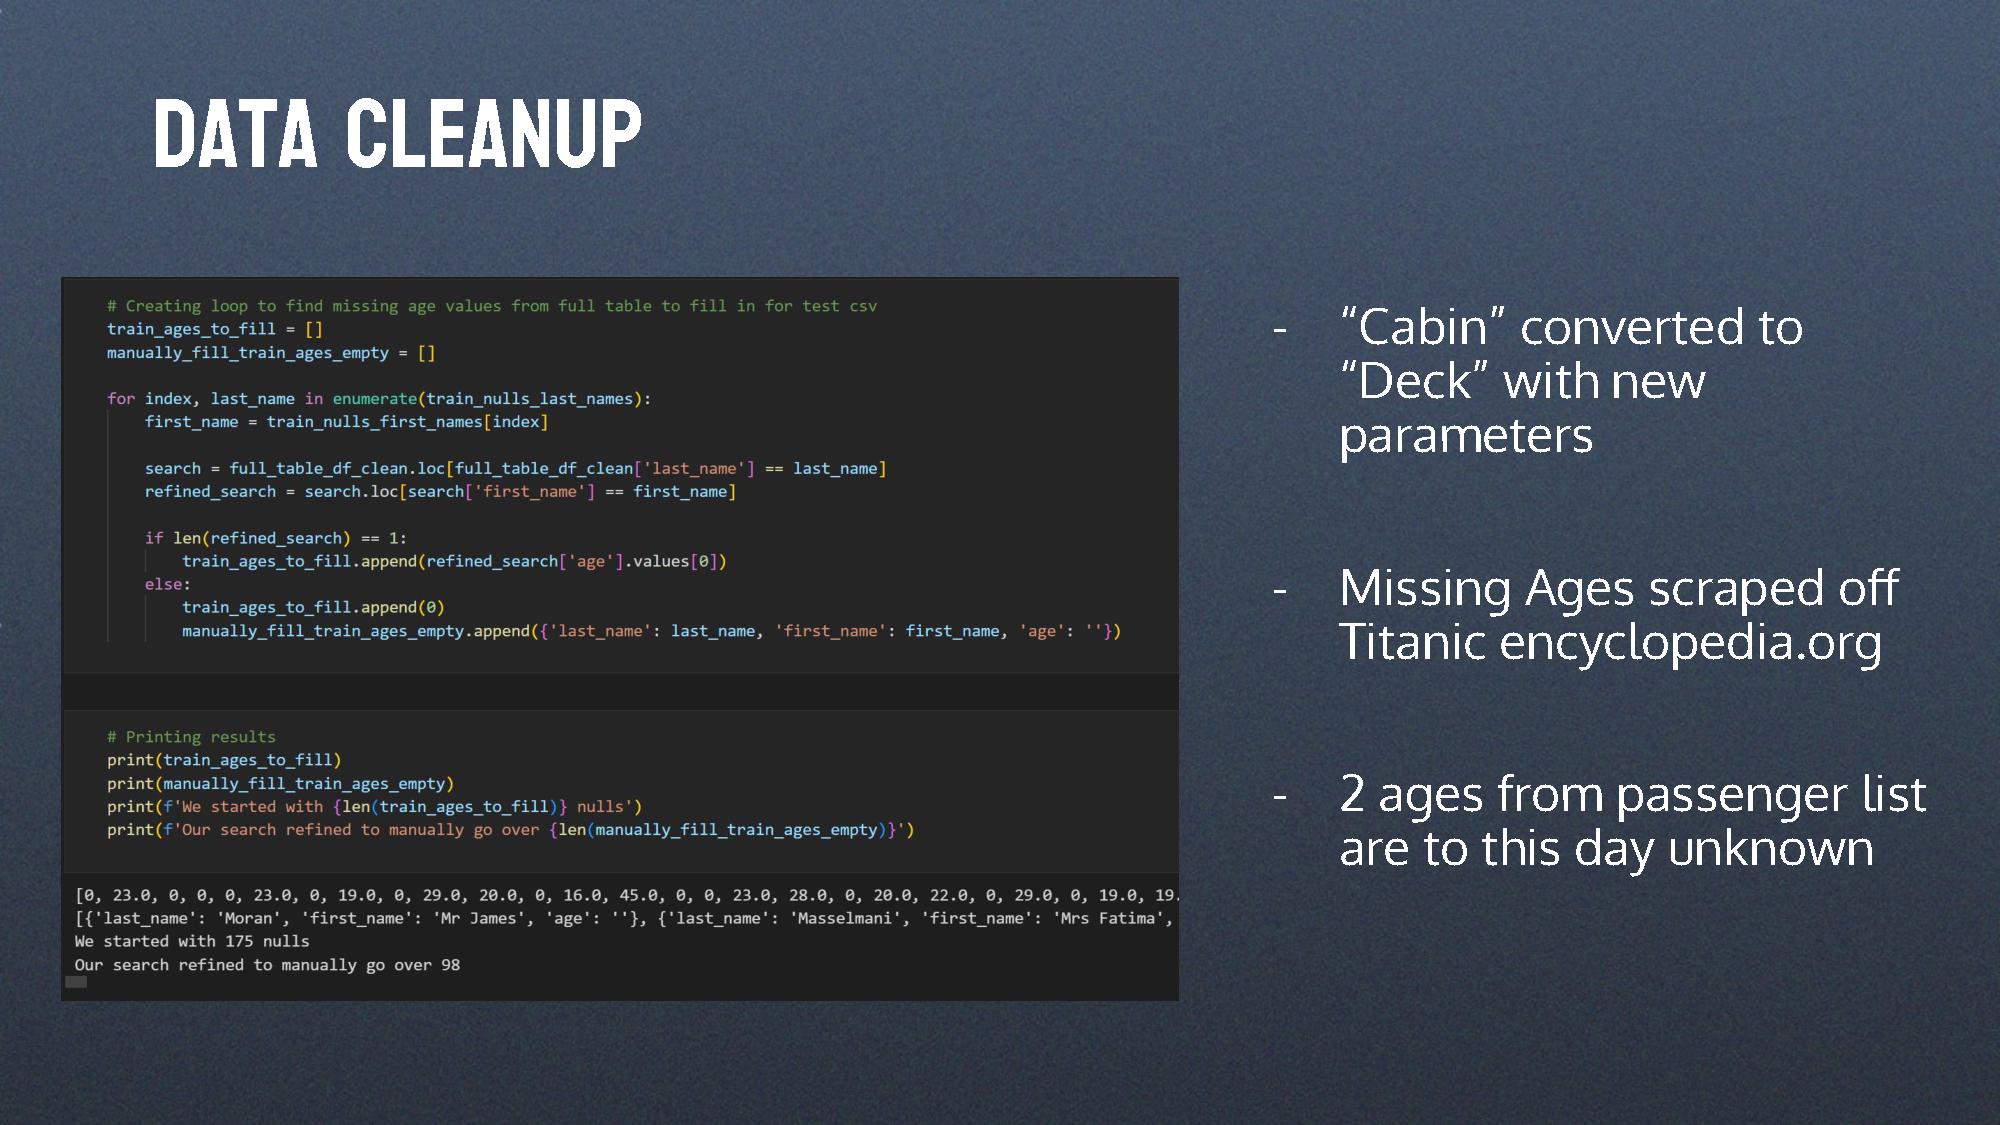 DATA CLEANUP
# Creating loop to find missing age values from full table to fill in for test csv
train_ages_to_fill = []
manually_fill_train_ages_empty = []
for index, last_name in enumerate(train_nulls_last_names):
first_name = train_nulls_first_names[index]
search = full_table_df_clean.loc[full_table_df_clean['last_name'] == last_name]
refined_search = search.loc[search['first_name'] == first_name]
if len(refined_search) == 1:
train_ages_to_fill.append(refined_search['age'].values[0])
else:
train_ages_to_fill.append(0)
manually_fill_train_ages_empty.append({'last_name': last_name, 'first_name': first_name, 'age': ''})
# Printing results
print(train_ages_to_fill)
print(manually_fill_train_ages_empty)
print(f'We started with {len(train_ages_to_fill)} nulls')
print(f'Our search refined to manually go over {len(manually_fill_train_ages_empty)}')
[0, 23.0, 0, 0, 0, 23.0, 0, 19.0, 0, 29.0, 20.0, 0, 16.0, 45.0, 0, 0, 23.0, 28.0, 0, 20.0, 22.0, 0, 29.0, 0, 19.0, 19.
[{'last_name': 'Moran', 'first_name': 'Mr James', 'age': ''}, {'last_name': 'Masselmani', 'first_name': 'Mrs Fatima',
We started with 175 nulls
Our search refined to manually go over 98
- “Cabin” converted to
“Deck” with new
parameters
- Missing Ages scraped off
Titanic encyclopedia.org
- 2 ages from passenger list
are to this day unknown